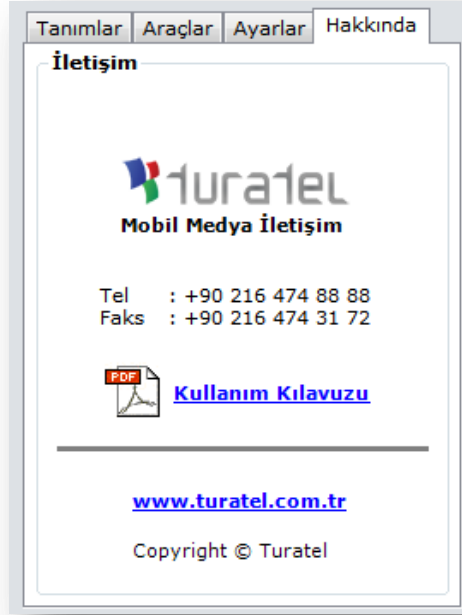 Tanımlar Araçlar Ayarlar Hakkında
İletişim
turatel
Mobil Medya İletişim
Tel : +90 216 474 88 88
Faks : +90 216 474 31 72
PDF
Kullanım Kılavuzu
www.turatel.com.tr
Copyright © Turatel